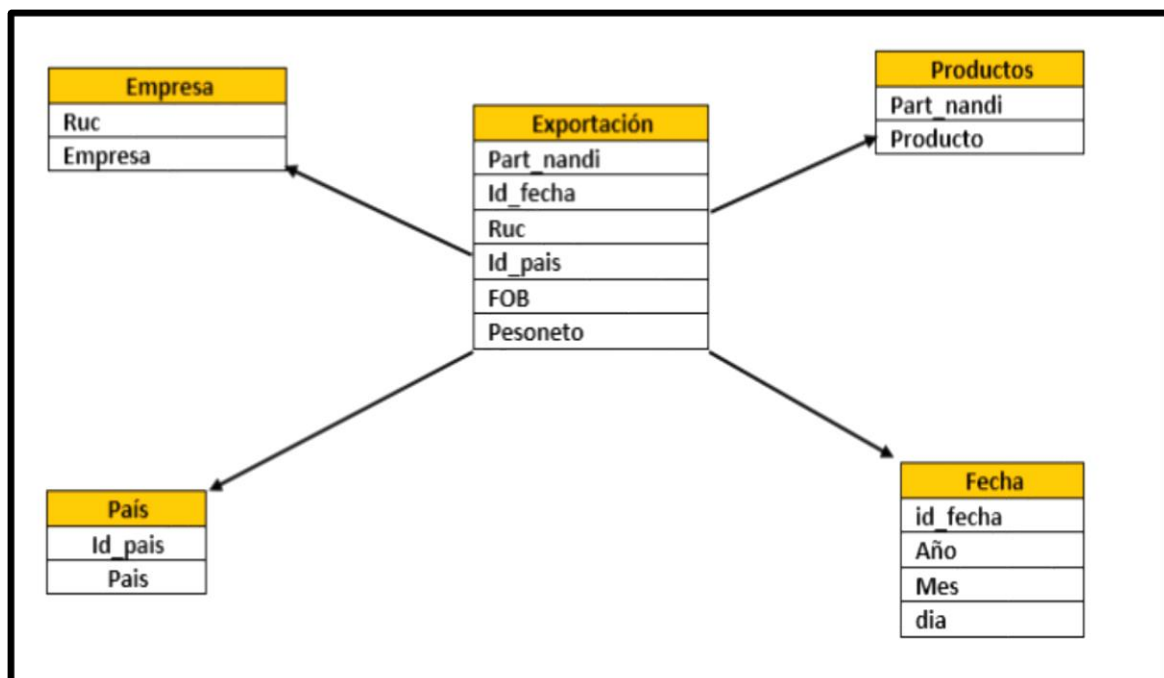 Empresa
Ruc
Empresa
Exportación
Part_nandi
Id_fecha
Ruc
Id_pais
FOB
Pesoneto
Productos
Part_nandi
Producto
País
Id_pais
Pais
Fecha
id_fecha
Año
Mes
dia